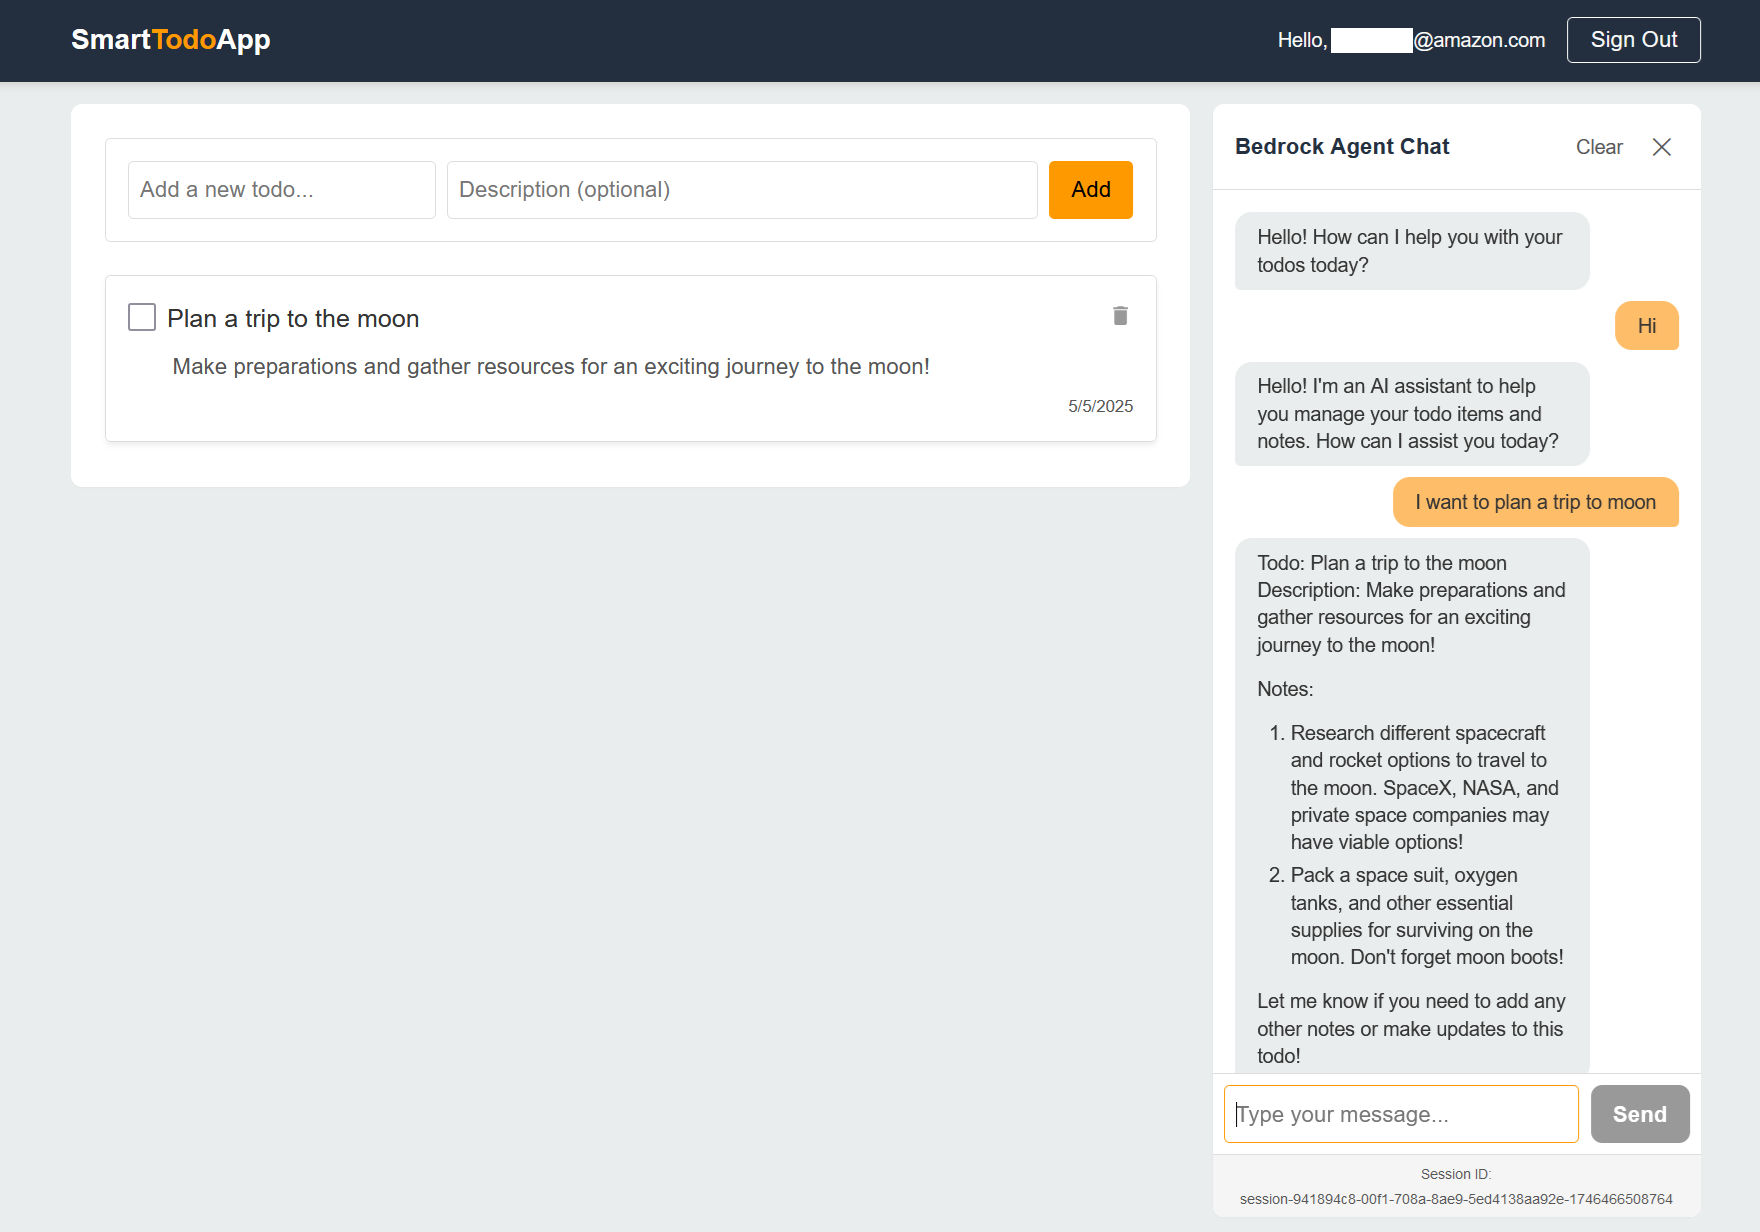 SmartTodoApp
Hello, @amazon.com
Sign Out
Add a new todo...
Description (optional)
Add
Plan a trip to the moon
Make preparations and gather resources for an exciting journey to the moon!
5/5/2025
Bedrock Agent Chat
Clear
Hello! How can I help you with your
todos today?
Hi
Hello! I'm an AI assistant to help
you manage your todo items and
notes. How can I assist you today?
I want to plan a trip to moon
Todo: Plan a trip to the moon
Description: Make preparations and
gather resources for an exciting
journey to the moon!
Notes:
1. Research different spacecraft
and rocket options to travel to
the moon. SpaceX, NASA, and
private space companies may
have viable options!
2. Pack a space suit, oxygen
tanks, and other essential
supplies for surviving on the
moon. Don't forget moon boots!
Let me know if you need to add any
other notes or make updates to this
todo!
Type your message...
Send
Session ID:
session-941894c8-00f1-708a-8ae9-5ed4138aa92e-1746466508764